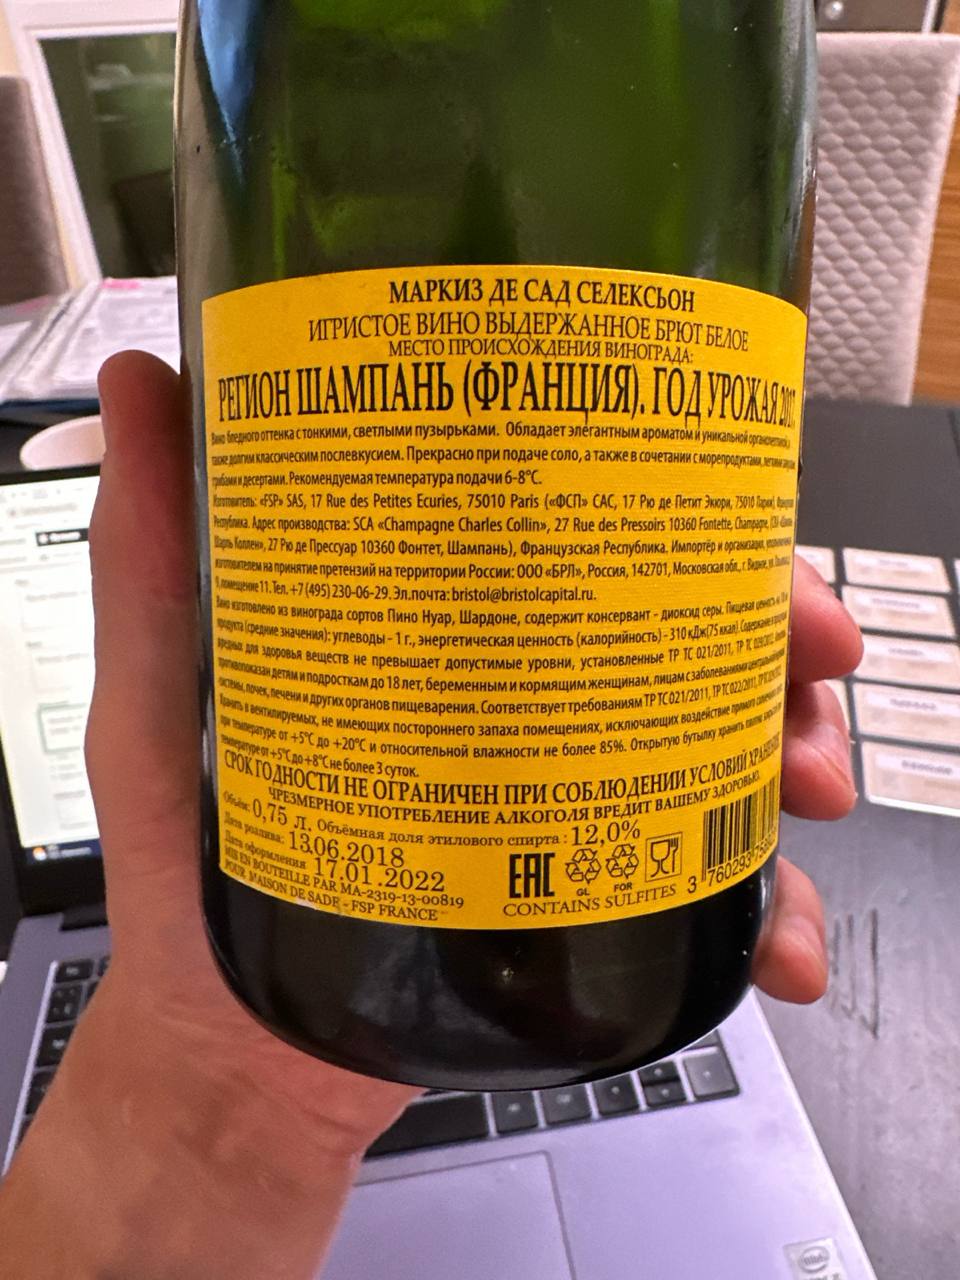 МАРКИЗ ДЕ САД СЕЛЕКСЬОН
ИГРИСТОЕ ВИНО ВЫДЕРЖАННОЕ БРЮТ БЕЛОЕ
МЕСТО ПРОИСХОЖДЕНИЯ ВИНОГРАДА:
РЕГИОН ШАМПАНЬ (ФРАНЦИЯ). ГОД УРОЖАЯ 2017.
Вино бледного оттенка с тонкими, светлыми пузырьками. Обладает элегантным ароматом и уникальной
также долгим классическим послевкусием. Прекрасно при подаче соло, а также в сочетании с морепродуктами,
грибами и десертами. Рекомендуемая температура подачи 6-8°С.
Изготовитель: «FSP» SAS, 17 Rue des Petites Ecuries, 75010 Paris («ФСП» САС, 17 Рю де Петит Экюри, 75010 Париж),
Республика. Адрес производства: SCA «Champagne Charles Collin», 27 Rue des Pressoirs 10360 Fontette, Champagne,
Шарль Коллен», 27 Рю де Прессуар 10360 Фонтет, Шампань), Французская Республика. Импортёр и организация,
изготовителем на принятие претензий на территории России: ООО «БРЛ», Россия, 142701, Московская обл., г. Видное,
9, помещение 11. Тел. +7 (495) 230-06-29. Эл.почта: bristol@bristolcapital.ru.
Вино изготовлено из винограда сортов Пино Нуар, Шардоне, содержит консервант - диоксид серы. Пищевая ценность
продукта (средние значения): углеводы - 1 г., энергетическая ценность (калорийность) - 310 кДж(75 ккал). Содержание
вредных для здоровья веществ не превышает допустимые уровни, установленные ТР ТС 021/2011, ТР ТС 029/2012.
противопоказан детям и подросткам до 18 лет, беременным и кормящим женщинам, лицам с заболеваниями центральной
системы, почек, печени и других органов пищеварения. Соответствует требованиям ТР ТС 021/2011, ТР ТС 022/2011,
Хранить в вентилируемых, не имеющих постороннего запаха помещениях, исключающих воздействие прямого
при температуре от +5°С до +20°С и относительной влажности не более 85%. Открытую бутылку хранить
температуре от +5°С до +8°С не более 3 суток.
СРОК ГОДНОСТИ НЕ ОГРАНИЧЕН ПРИ СОБЛЮДЕНИИ УСЛОВИЙ ХРАНЕНИЯ.
ЧРЕЗМЕРНОЕ УПОТРЕБЛЕНИЕ АЛКОГОЛЯ ВРЕДИТ ВАШЕМУ ЗДОРОВЬЮ.
Объём: 0,75 Л. Объёмная доля этилового спирта : 12,0%
Дата розлива: 13.06.2018
Дата оформления 17.01.2022
MIS EN BOUTEILLE PAR MA-2319-13-00819
POUR MAISON DE SADE - FSP FRANCE
EAC
GL
FOR
CONTAINS SULFITES
3 760293